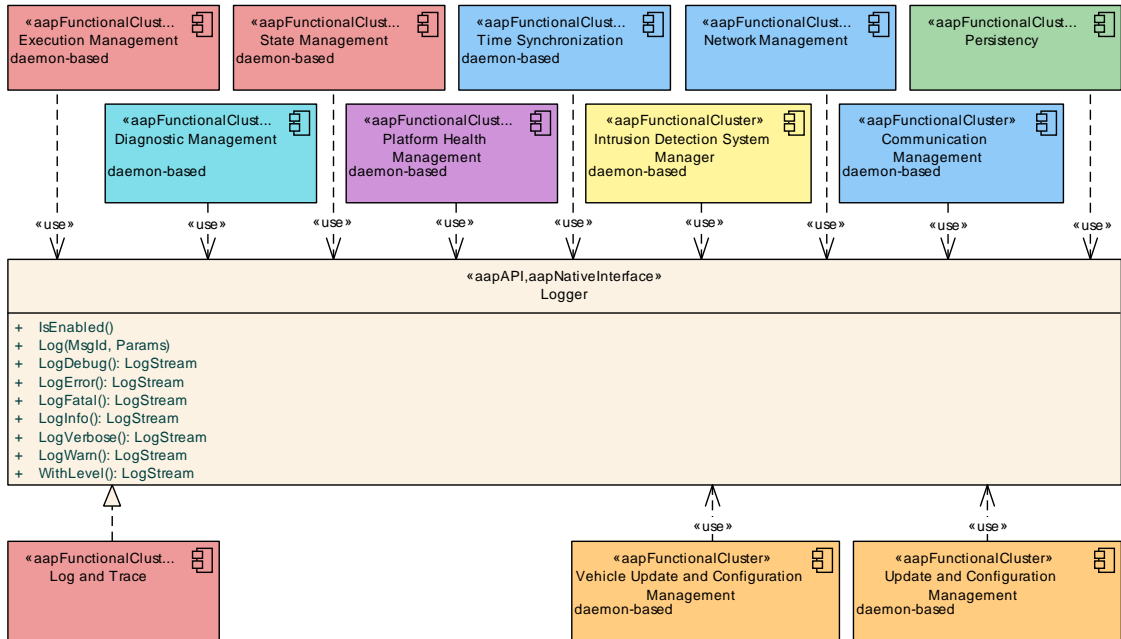 «aapFunctionalClust...
Execution Management
daemon-based
«aapFunctionalClust...
State Management
daemon-based
«aapFunctionalClust...
Time Synchronization
daemon-based
«aapFunctionalClust...
Network Management
«aapFunctionalClust...
Persistency
«aapFunctionalClust...
Diagnostic Management
daemon-based
«aapFunctionalClust...
Platform Health
Management
daemon-based
«aapFunctionalCluster»
Intrusion Detection System
Manager
daemon-based
«aapFunctionalCluster»
Communication
Management
daemon-based
«use»
«use»
«use»
«use»
«use»
«use»
«use»
«use»
«use»
«aapAPI,aapNativeInterface»
Logger
+ IsEnabled()
+ Log(MsgId, Params)
+ LogDebug(): LogStream
+ LogError(): LogStream
+ LogFatal(): LogStream
+ LogInfo(): LogStream
+ LogVerbose(): LogStream
+ LogWarn(): LogStream
+ WithLevel(): LogStream
«use»
«use»
«aapFunctionalClust...
Log and Trace
«aapFunctionalCluster»
Vehicle Update and Configuration
Management
daemon-based
«aapFunctionalCluster»
Update and Configuration
Management
daemon-based